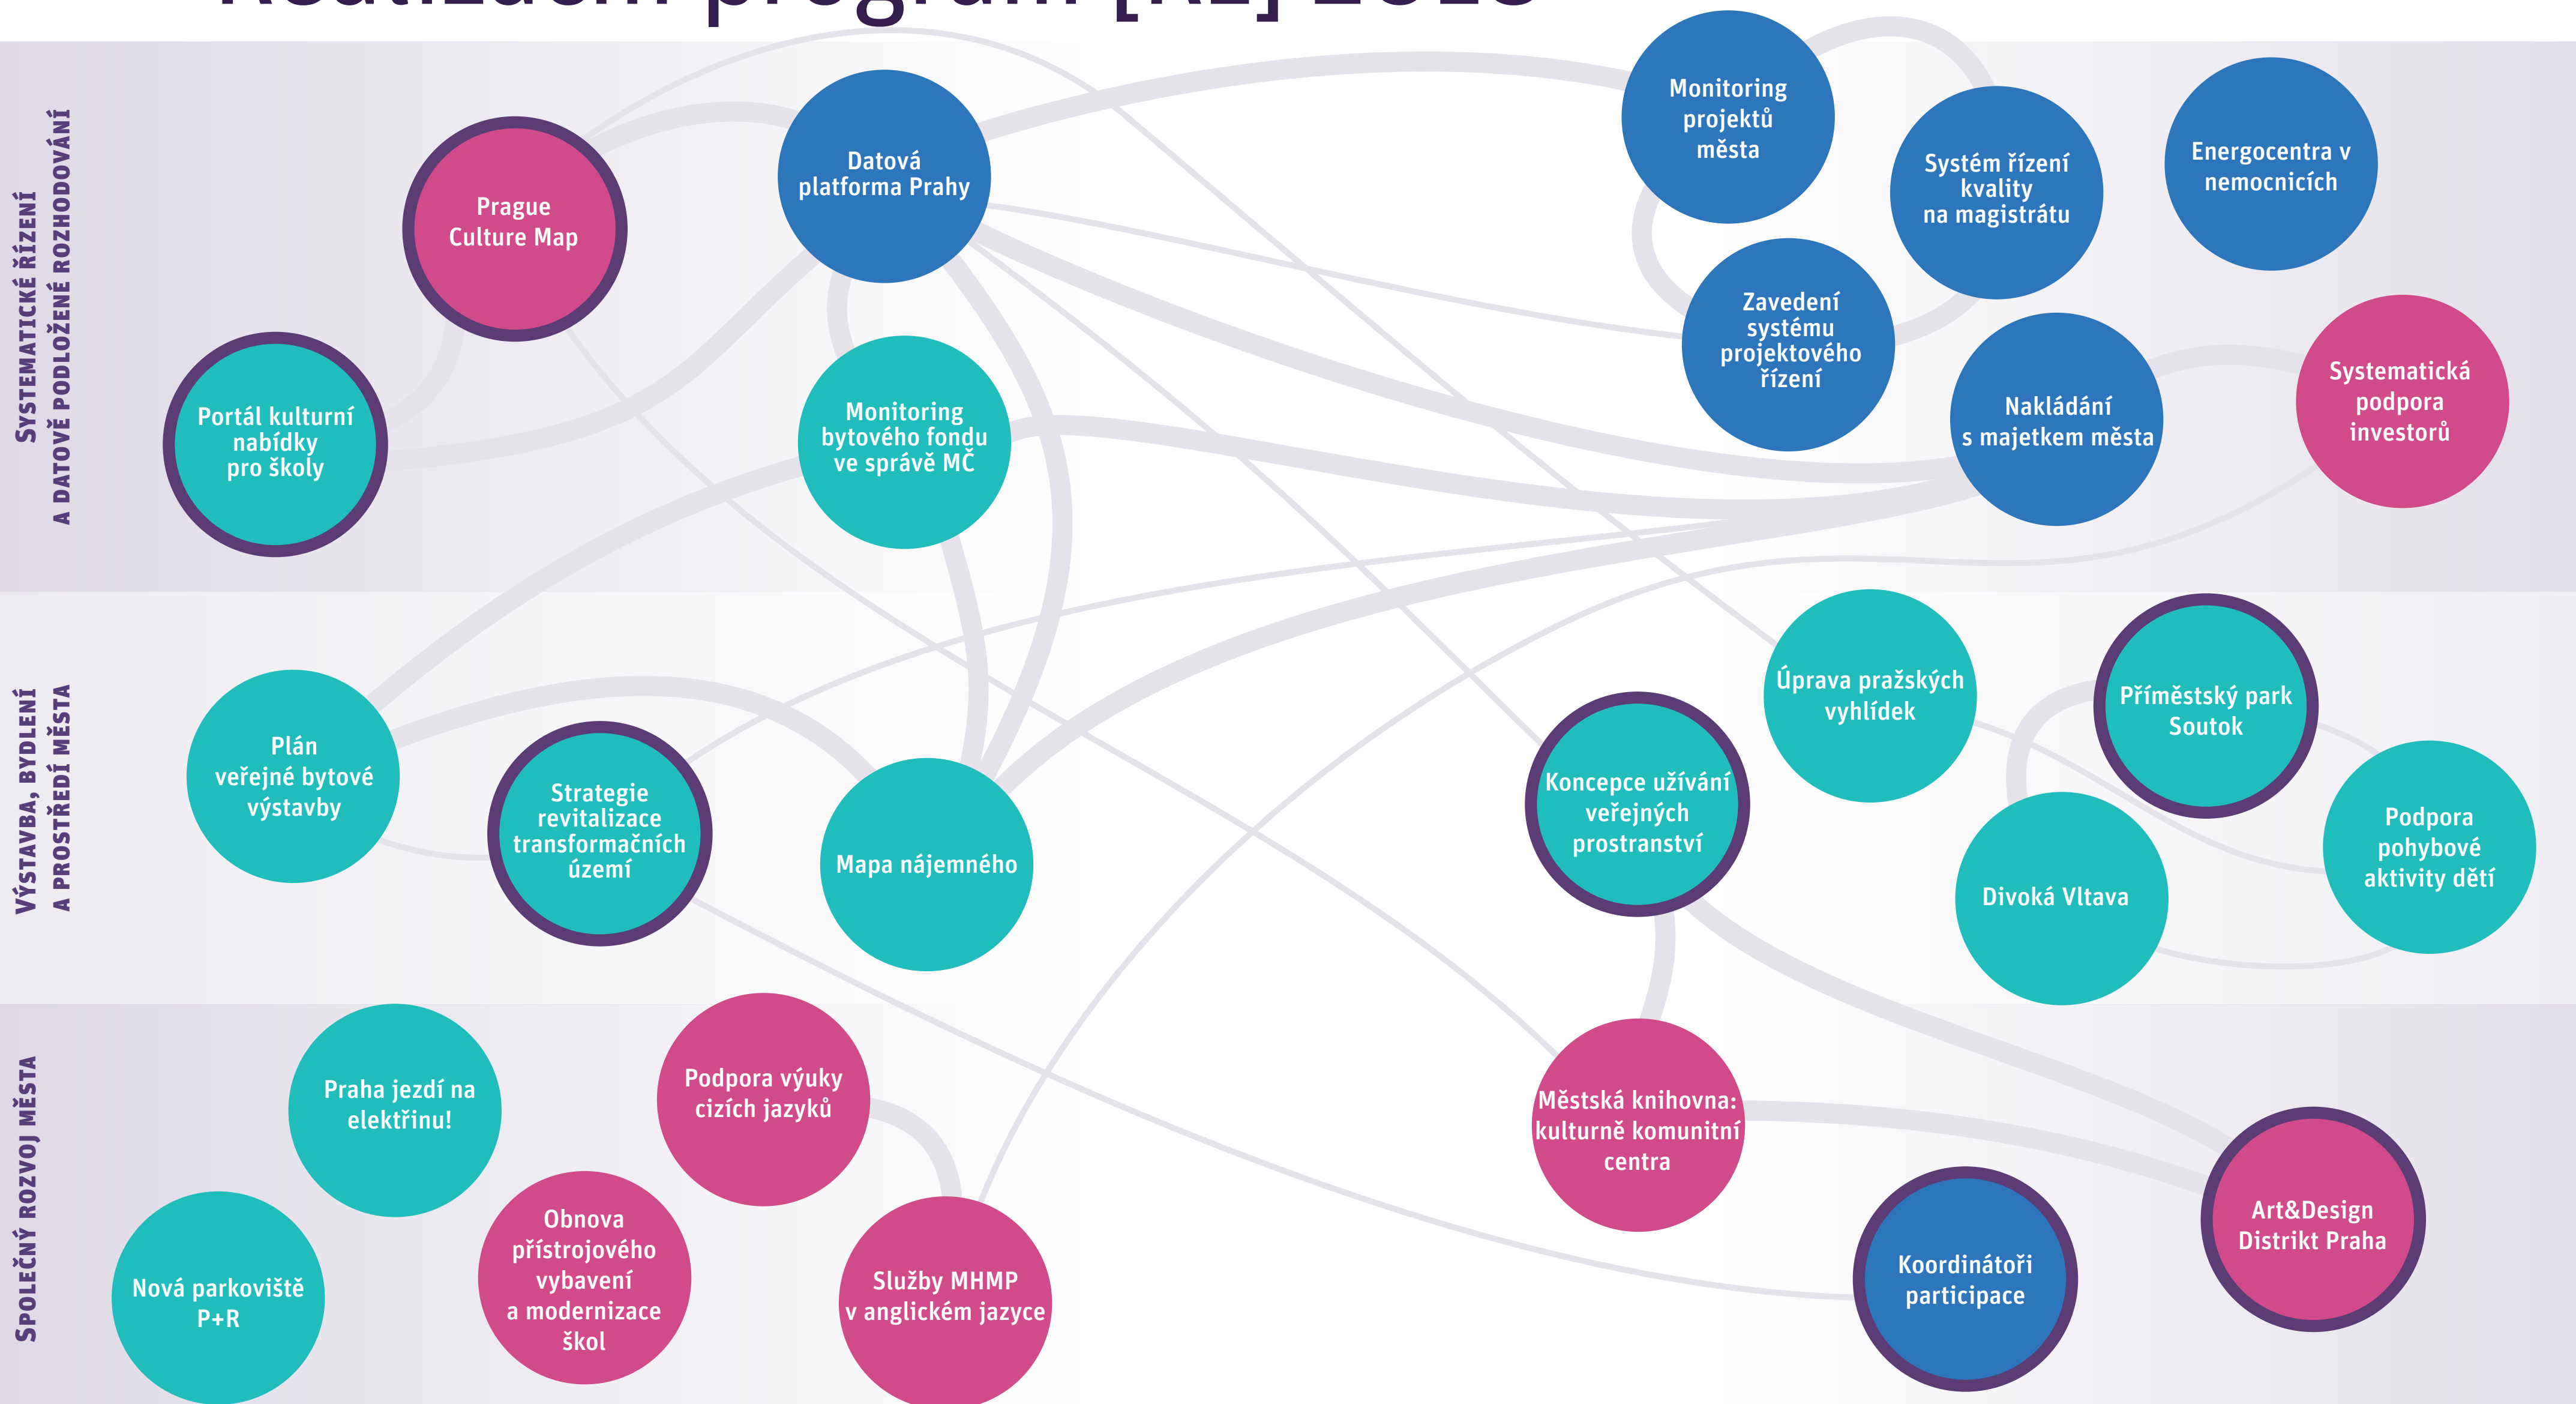 Realizační program
SYSTEMATICKÉ ŘÍZENÍ
A DATOVĚ PODLOŽENÉ ROZHODOVÁNÍ
Prague
Culture Map
Datová
platforma Prahy
Monitoring
projektů
města
Systém řízení
kvality
na magistrátu
Energocentra v
nemocnicích
Portál kulturní
nabídky
pro školy
Monitoring
bytového fondu
ve správě MČ
Zavedení
systému
projektového
řízení
Nakládání
s majetkem města
Systematická
podpora
investorů
VÝSTAVBA, BYDLENÍ
A PROSTŘEDÍ MĚSTA
Plán
veřejné bytové
výstavby
Strategie
revitalizace
transformačních
území
Mapa nájemného
Koncepce užívání
veřejných
prostranství
Úprava pražských
vyhlídek
Příměstský park
Soutok
Divoká Vltava
Podpora
pohybové
aktivity dětí
SPOLEČNÝ ROZVOJ MĚSTA
Praha jezdí na
elektřinu!
Podpora výuky
cizích jazyků
Nová parkoviště
P+R
Obnova
přístrojového
vybavení
a modernizace
škol
Služby MHMP
v anglickém jazyce
Městská knihovna:
kulturně komunitní
centra
Koordinátoři
participace
Art&Design
Distrikt Praha